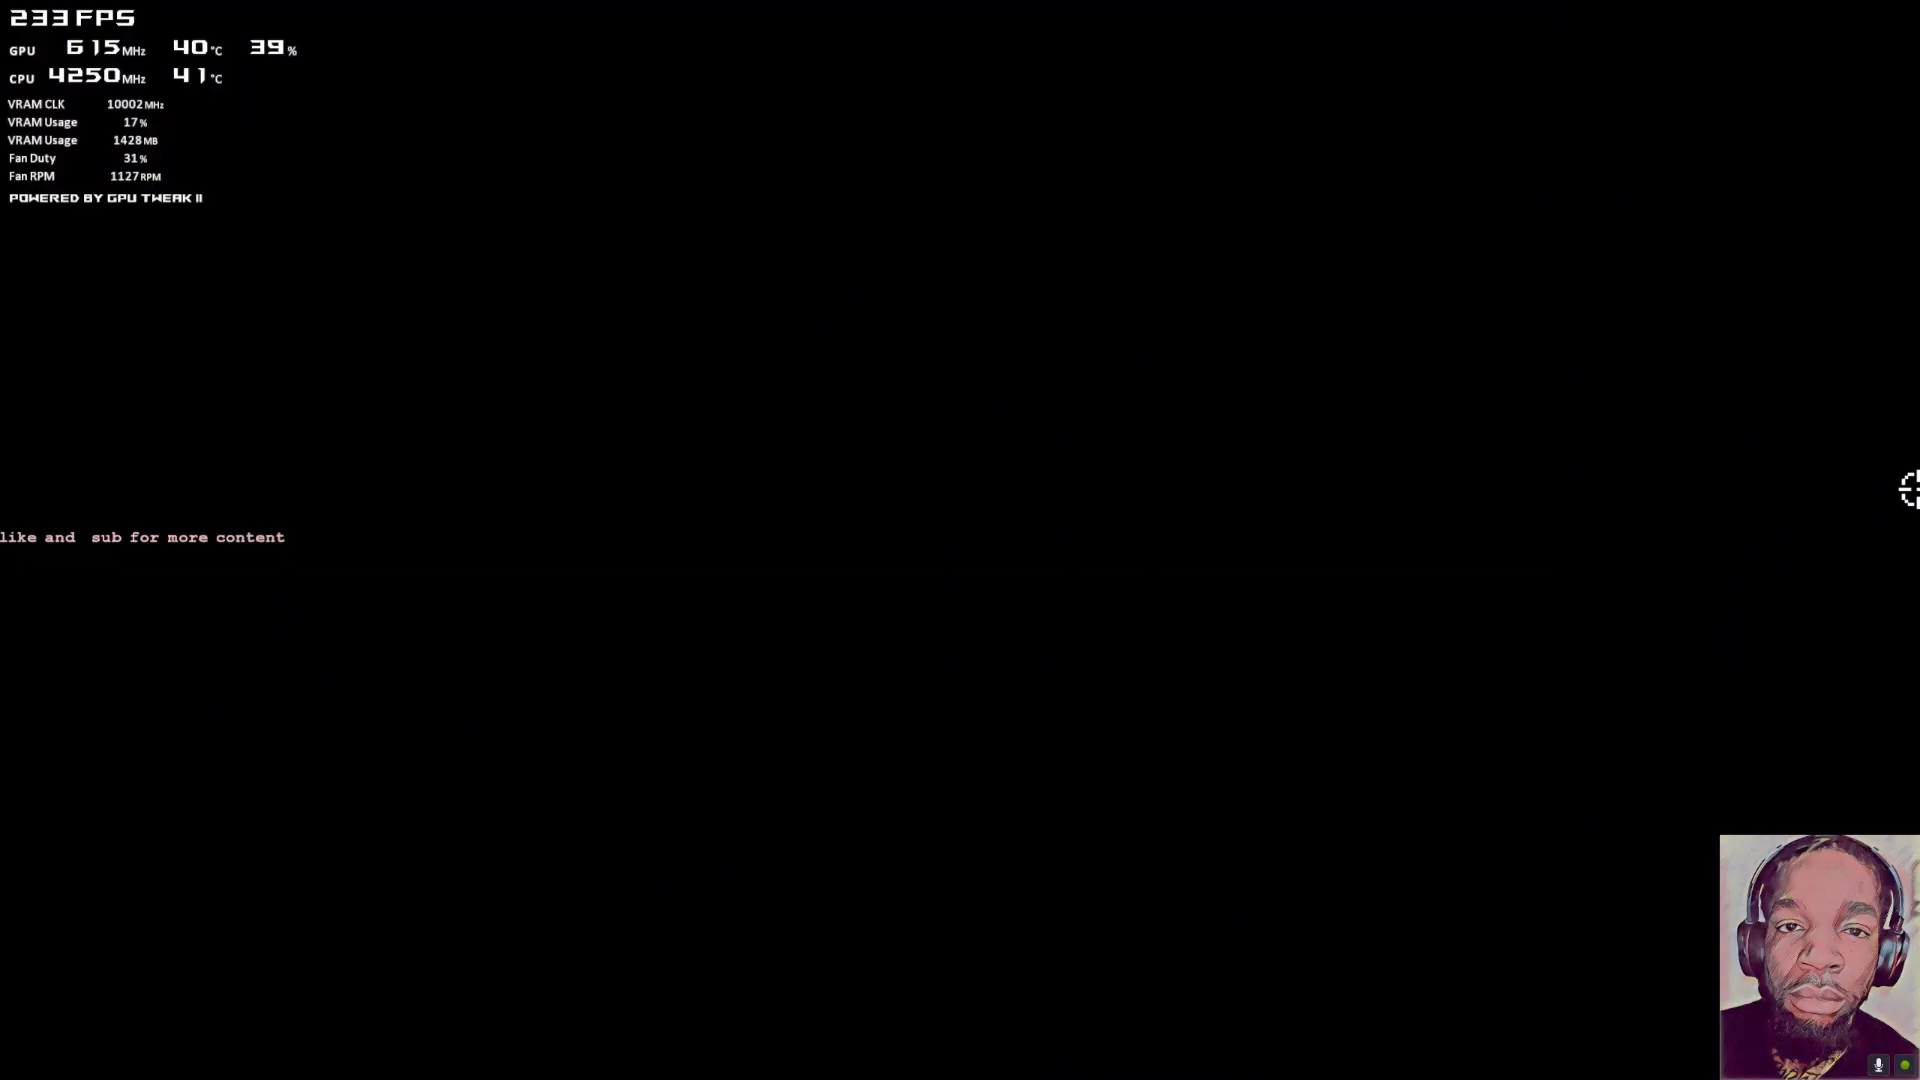 233 FPS
GPU 615 MHz 40 °C 39 %
CPU 4250 MHz 41 °C
VRAM CLK 10002 MHz
VRAM Usage 17 %
VRAM Usage 1428 MB
Fan Duty 31 %
Fan RPM 1127 RPM
POWERED BY GPU TWEAK II
like and  sub for more content